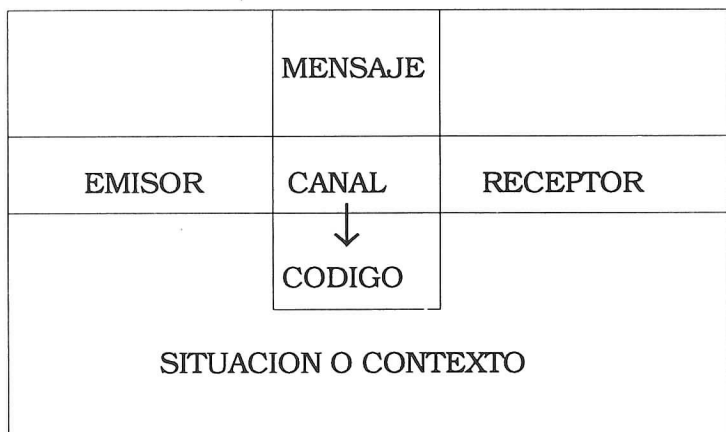 MENSAJE
EMISOR CANAL RECEPTOR
CODIGO
SITUACION O CONTEXTO